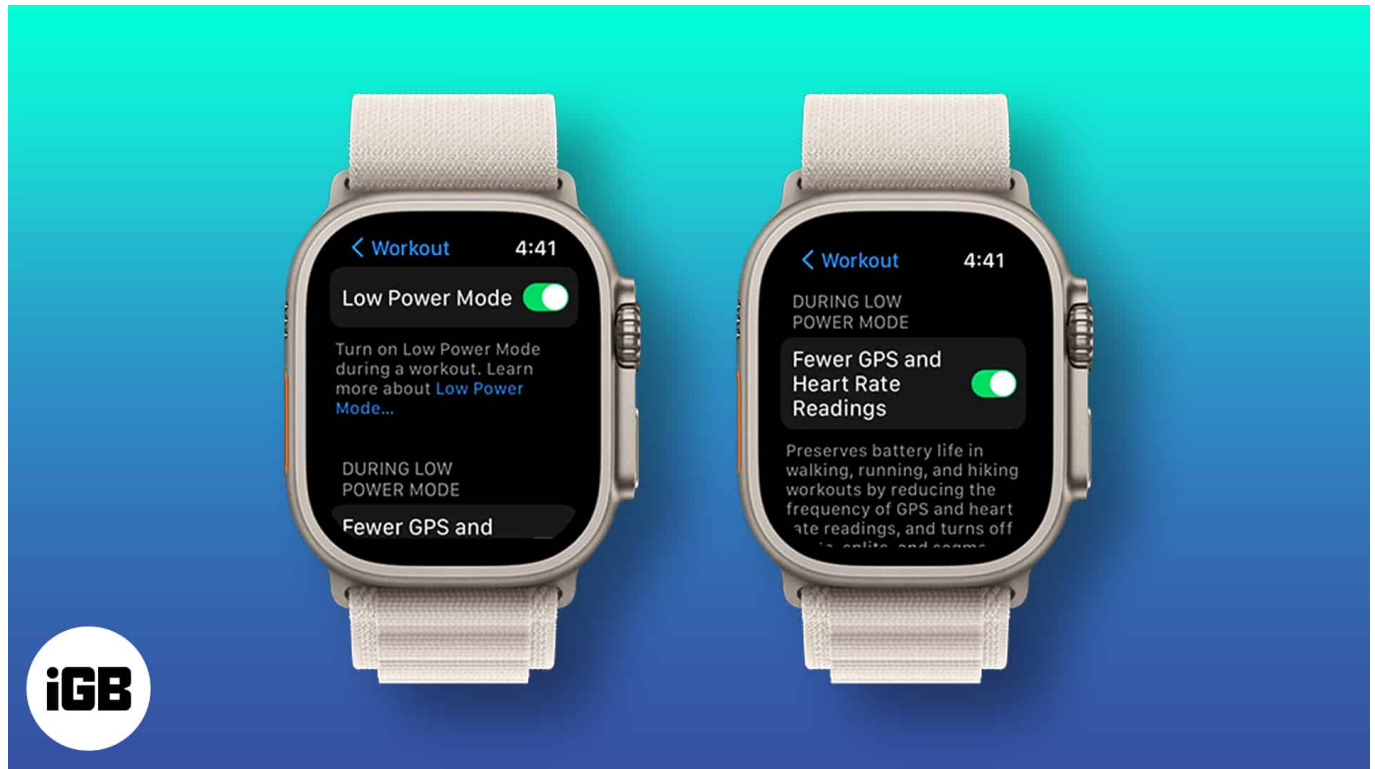 Workout 4:41
Low Power Mode
Turn on Low Power Mode
during a workout. Learn
more about Low Power
Mode...
DURING LOW
POWER MODE
Fewer GPS and
Workout 4:41
DURING LOW
POWER MODE
Fewer GPS and
Heart Rate
Readings
Preserves battery life in
walking, running, and hiking
workouts by reducing the
frequency of GPS and heart
rate readings, and turns off
iGB